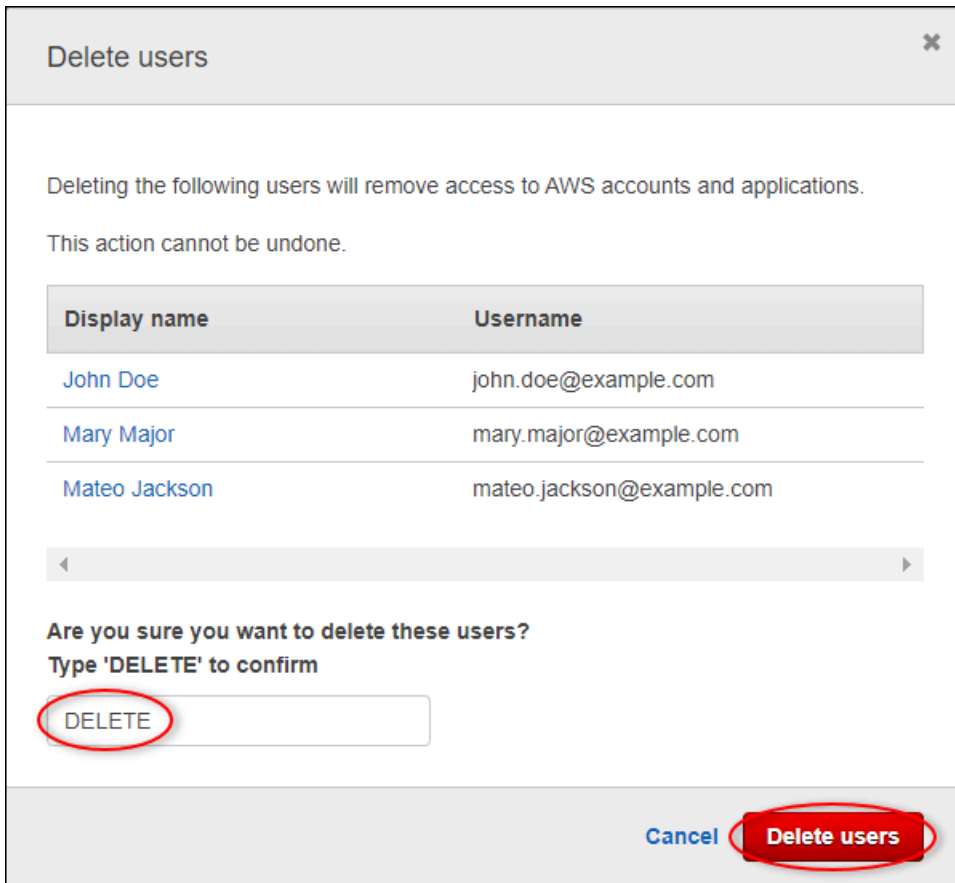 Delete users
Deleting the following users will remove access to AWS accounts and applications.
This action cannot be undone.
Display name Username
John Doe john.doe@example.com
Mary Major mary.major@example.com
Mateo Jackson mateo.jackson@example.com
Are you sure you want to delete these users?
Type 'DELETE' to confirm
DELETE
Cancel Delete users